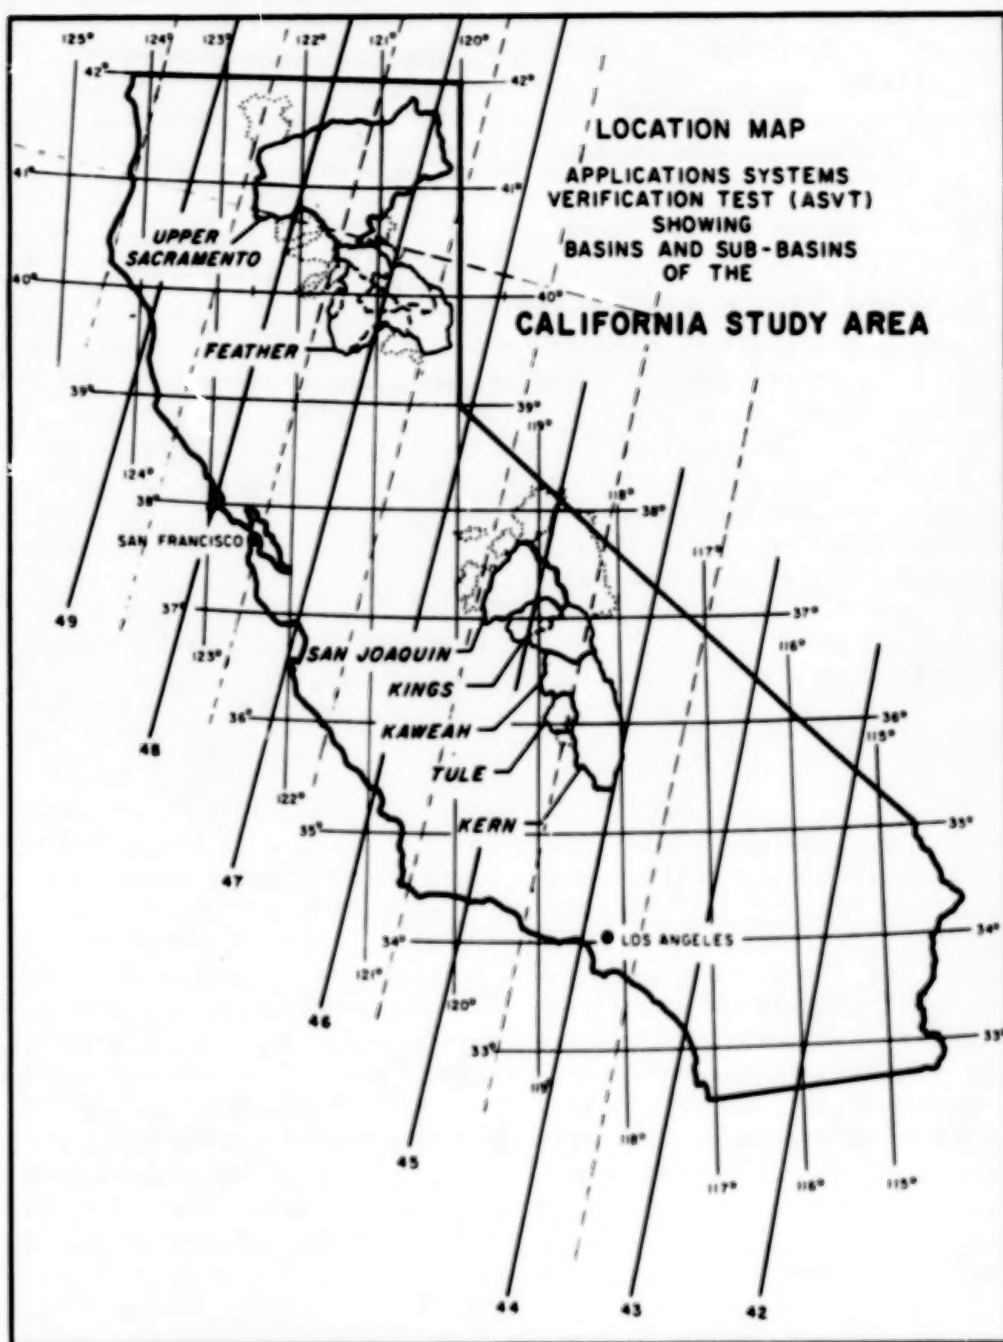 125° 124° 123° 122° 121° 120°
42° 42°
LOCATION MAP
APPLICATIONS SYSTEMS
VERIFICATION TEST (ASVT)
SHOWING
BASINS AND SUB-BASINS
OF THE
CALIFORNIA STUDY AREA
41° 41°
UPPER
SACRAMENTO
40° 40°
FEATHER
39° 39°
119°
124°
38° 118° 38°
SAN FRANCISCO
117°
37° 37°
49
123° SAN JOAQUIN 116°
KINGS
36° 36°
KAWEAH 115°
48
TULE
122°
KERN
35° 35°
47
34° LOS ANGELES 34°
121°
120°
46
33° 33°
119°
118°
45
117° 116° 115°
44 43 42